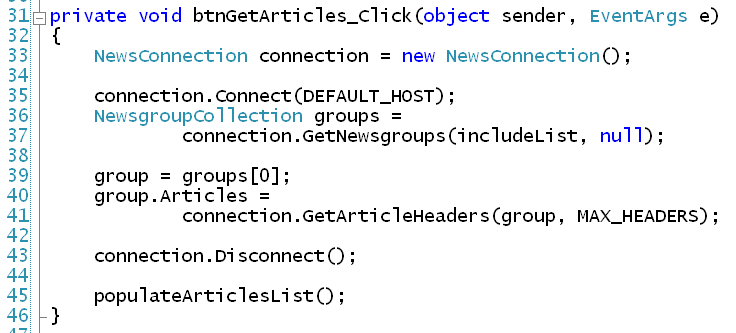 31 private void btnGetArticles_Click(object sender, EventArgs e)
32 {
33     NewsConnection connection = new NewsConnection();
34
35     connection.Connect(DEFAULT_HOST);
36     NewsgroupCollection groups =
37             connection.GetNewsgroups(includeList, null);
38
39     group = groups[0];
40     group.Articles =
41             connection.GetArticleHeaders(group, MAX_HEADERS);
42
43     connection.Disconnect();
44
45     populateArticlesList();
46 }